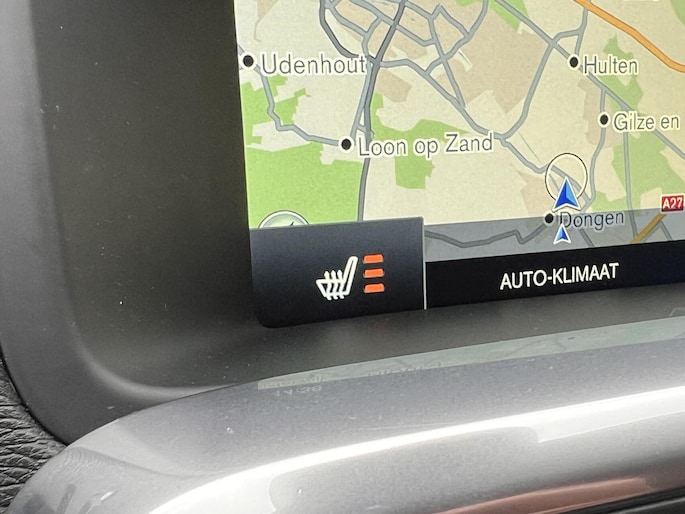 Udenhout
Hulten
Gilze en
Loon op Zand
A27
Dongen
AUTO-KLIMAAT